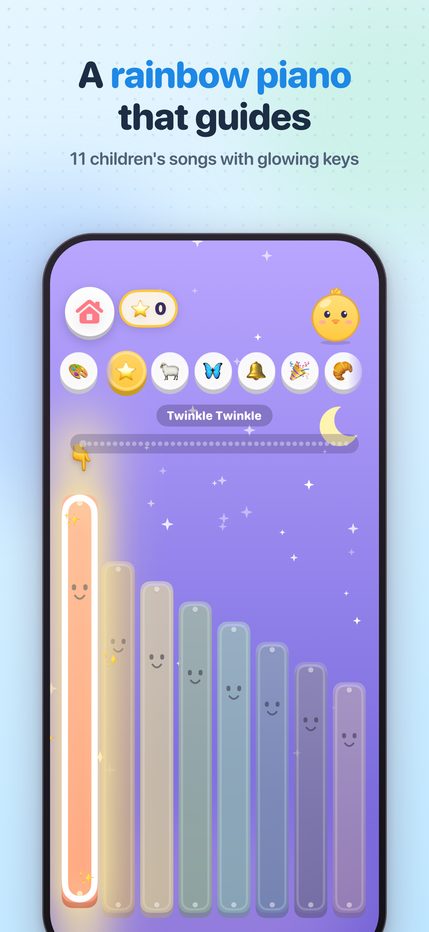 A rainbow piano
that guides
11 children's songs with glowing keys
0
Twinkle Twinkle